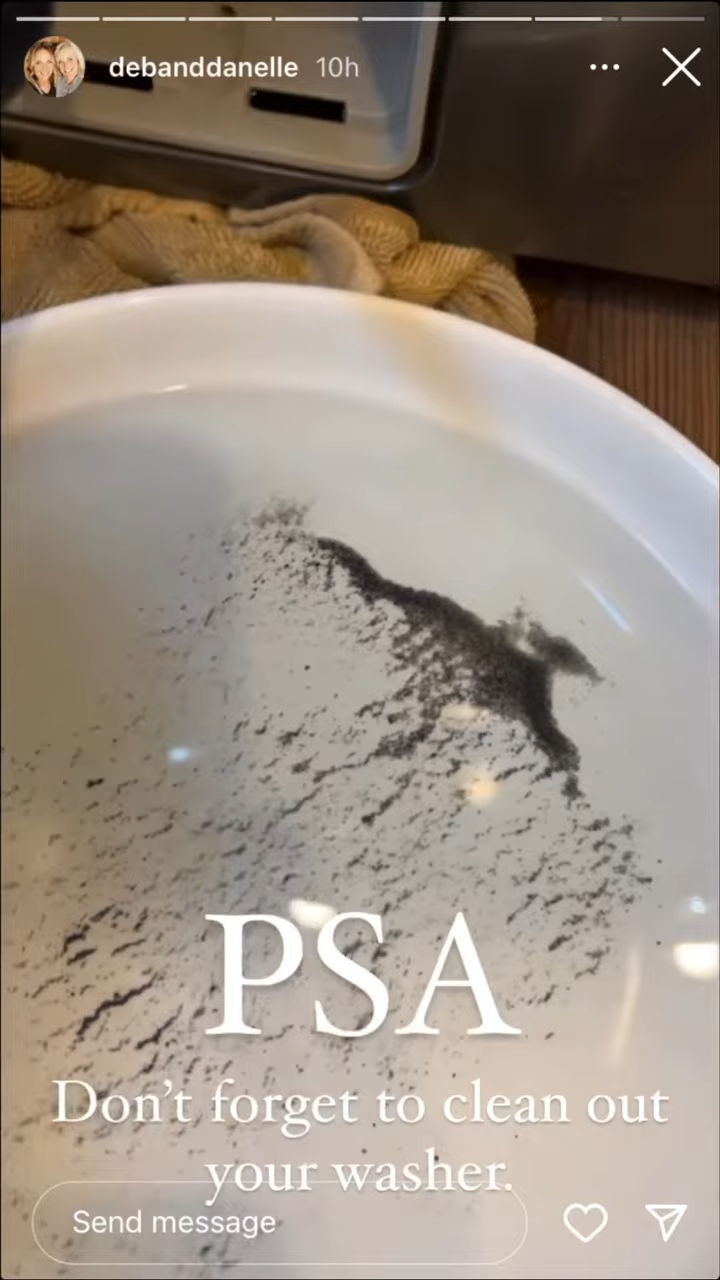 debanddanelle 10h
PSA
Don't forget to clean out
your washer.
Send message